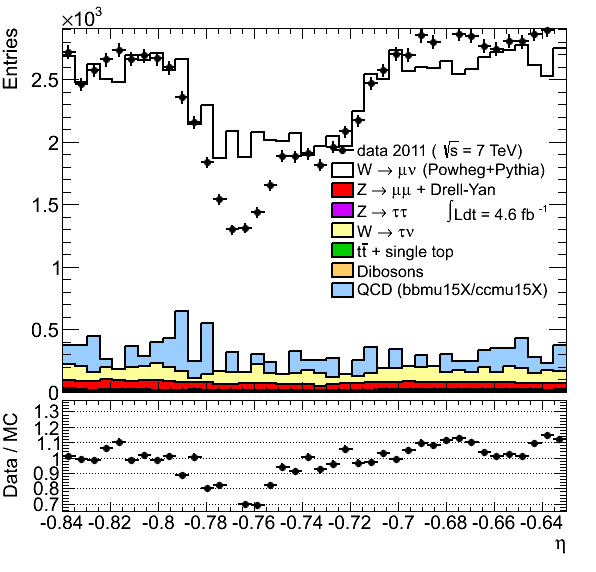 ×10³
Entries
2.5
2
1.5
1
0.5
0
data 2011 ( √s = 7 TeV)
W → μν (Powheg+Pythia)
Z → μμ + Drell-Yan
Z → ττ
∫Ldt = 4.6 fb⁻¹
W → τν
tt̄ + single top
Dibosons
QCD (bbmu15X/ccmu15X)
Data / MC
1.3
1.2
1.1
1
0.9
0.8
0.7
-0.84 -0.82 -0.8 -0.78 -0.76 -0.74 -0.72 -0.7 -0.68 -0.66 -0.64
η